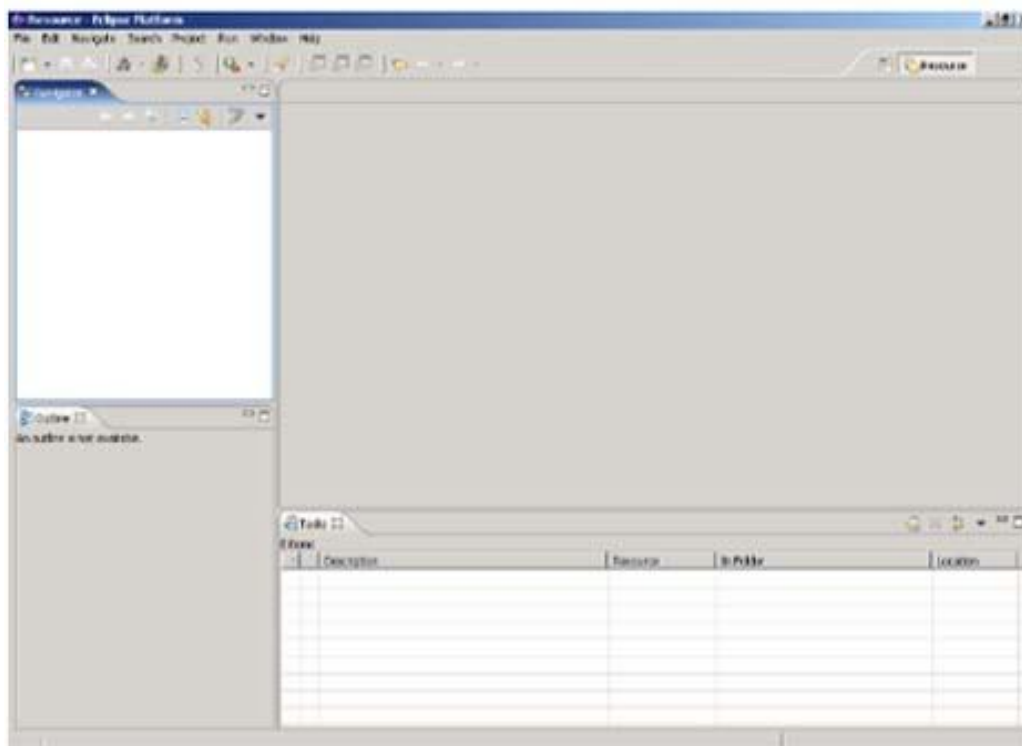 Resource - Eclipse Platform
File Edit Navigate Search Project Run Window Help
Resource
Navigator
Outline
An outline is not available.
Tasks
0 items
Description Resource In Folder Location